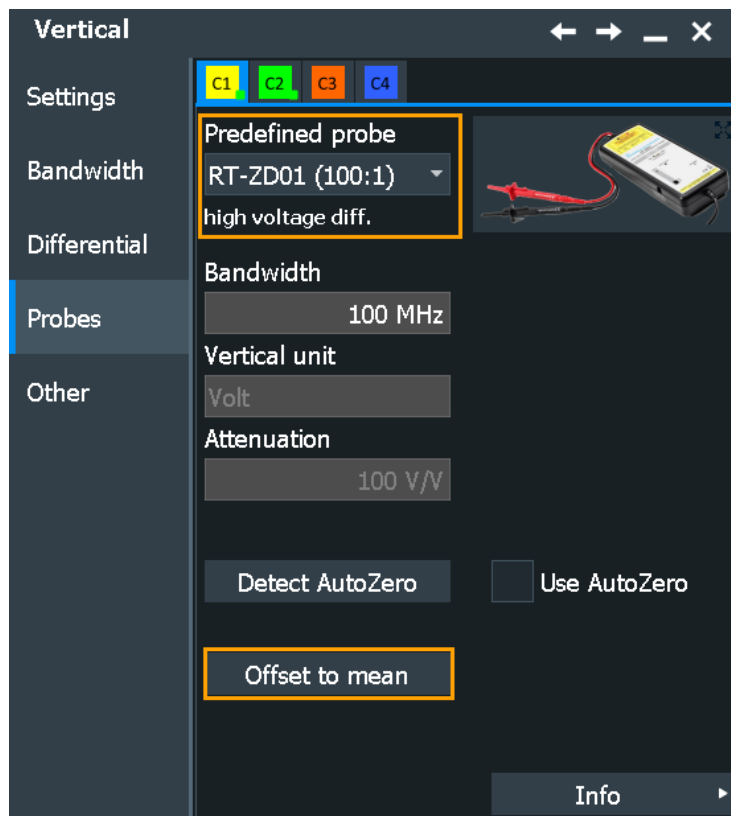 Vertical
Settings
Bandwidth
Differential
Probes
Other
C1 C2 C3 C4
Predefined probe
RT-ZD01 (100:1)
high voltage diff.
Bandwidth
100 MHz
Vertical unit
Volt
Attenuation
100 V/V
Detect AutoZero
Use AutoZero
Offset to mean
Info